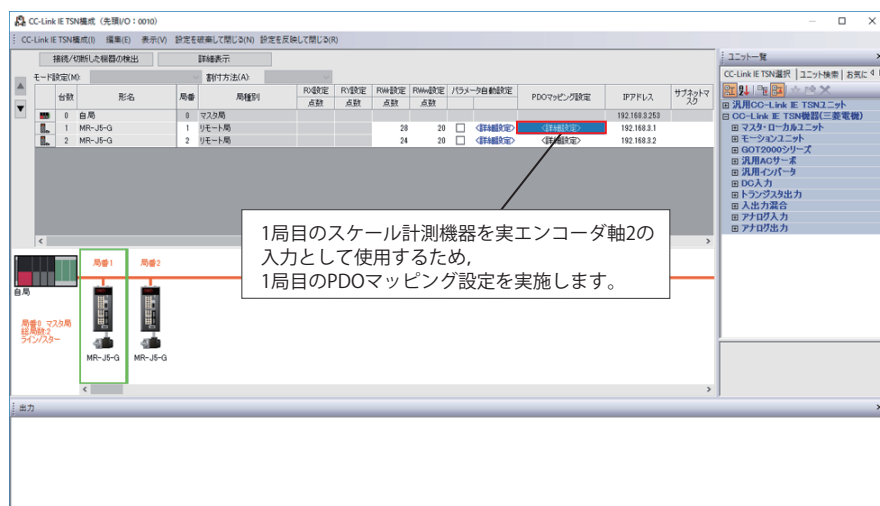 CC-Link IE TSN構成 (先頭I/O : 0010)
CC-Link IE TSN構成(I) 編集(E) 表示(V) 設定を破棄して閉じる(N) 設定を反映して閉じる(R)
接続/切断した機器の検出 詳細表示
モード設定(M): 割付方法(A):
台数 形名 局番 局種別 RX設定 点数 RY設定 点数 RWr設定 点数 RWw設定 点数 パラメータ自動設定 PDOマッピング設定 IPアドレス サブネットマスク
0 自局 0 マスタ局 192.168.3.253
1 MR-J5-G 1 リモート局 28 20 <詳細設定> <詳細設定> 192.168.3.1
2 MR-J5-G 2 リモート局 24 20 <詳細設定> <詳細設定> 192.168.3.2
1局目のスケール計測機器を実エンコーダ軸2の
入力として使用するため,
1局目のPDOマッピング設定を実施します。
局番1 局番2
自局
局番0 マスタ局
総局数:2
ライン/スター
MR-J5-G MR-J5-G
出力
ユニット一覧
CC-Link IE TSN選択 ユニット検索 お気に
汎用CC-Link IE TSNユニット
CC-Link IE TSN機器(三菱電機)
マスタ・ローカルユニット
モーションユニット
GOT2000シリーズ
汎用ACサーボ
汎用インバータ
DC入力
トランジスタ出力
入出力混合
アナログ入力
アナログ出力